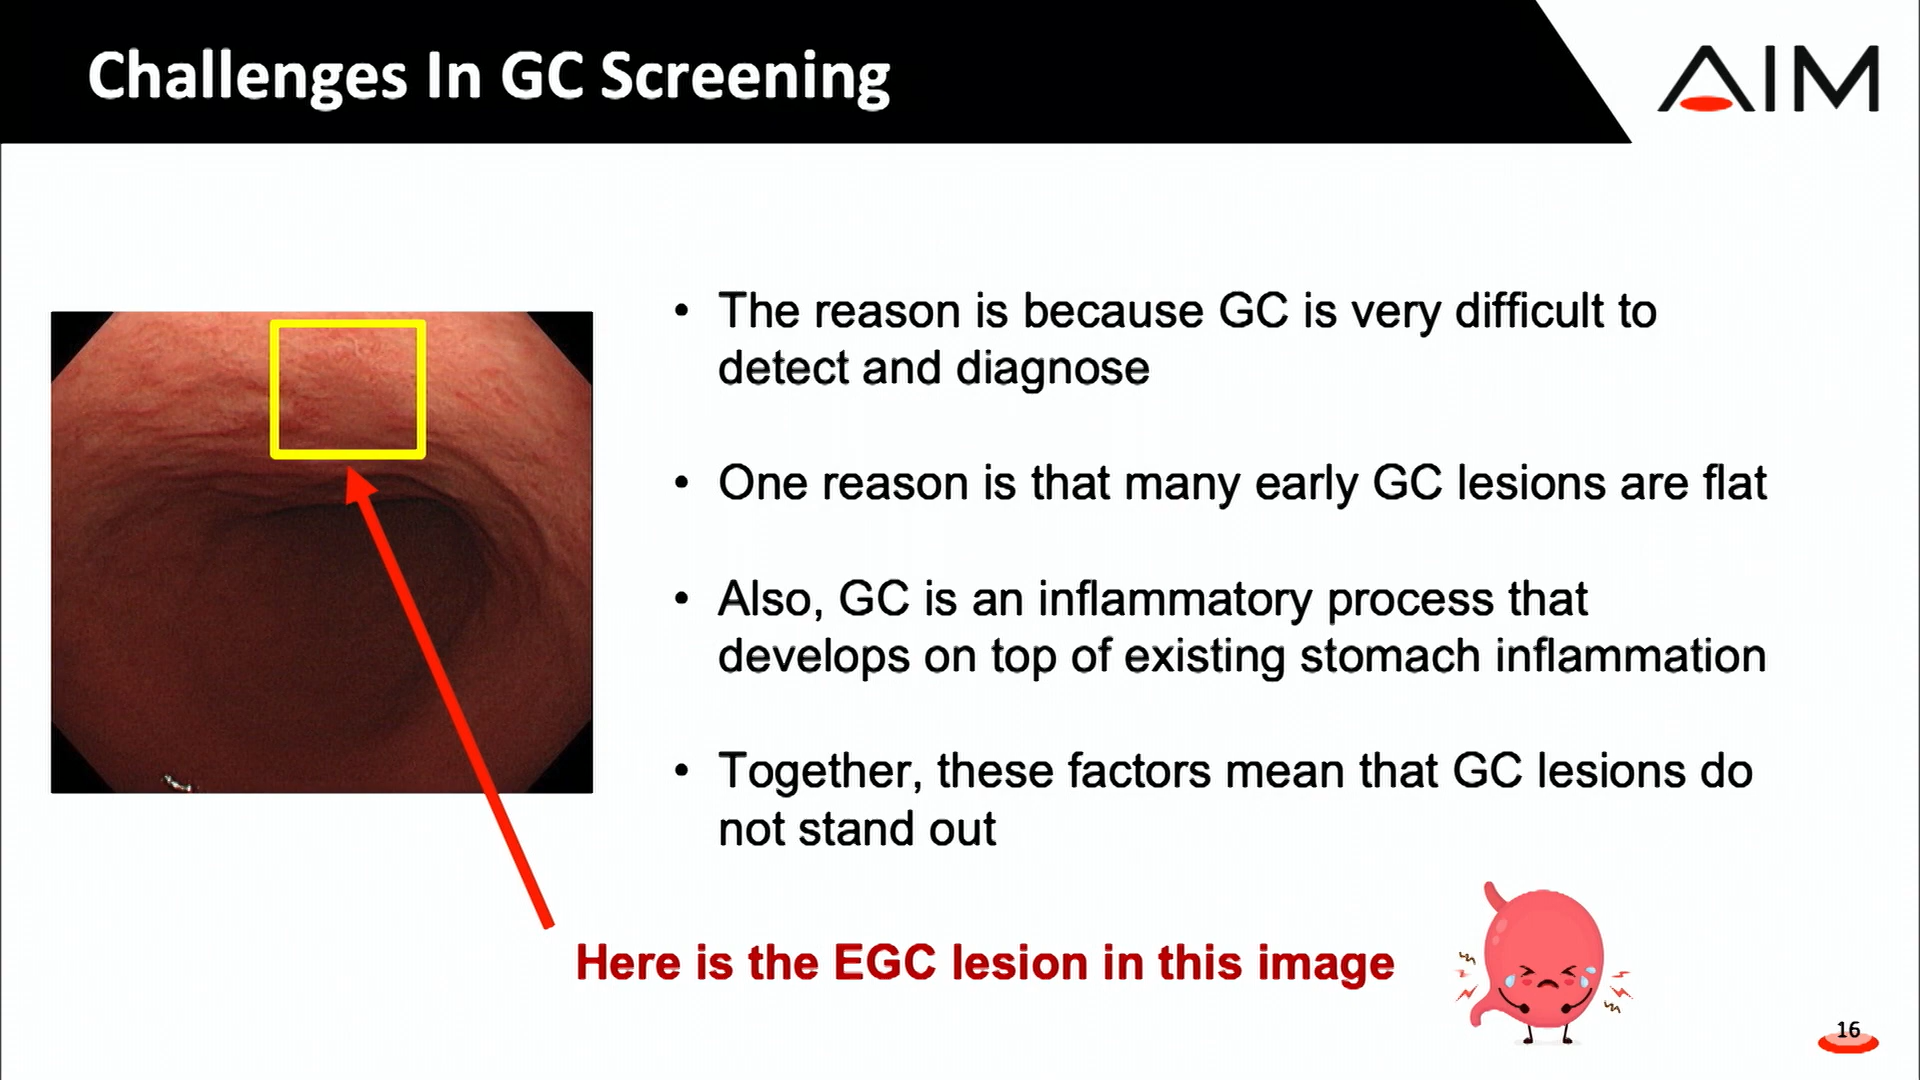 Challenges In GC Screening
AIM
• The reason is because GC is very difficult to
detect and diagnose
• One reason is that many early GC lesions are flat
• Also, GC is an inflammatory process that
develops on top of existing stomach inflammation
• Together, these factors mean that GC lesions do
not stand out
Here is the EGC lesion in this image
16